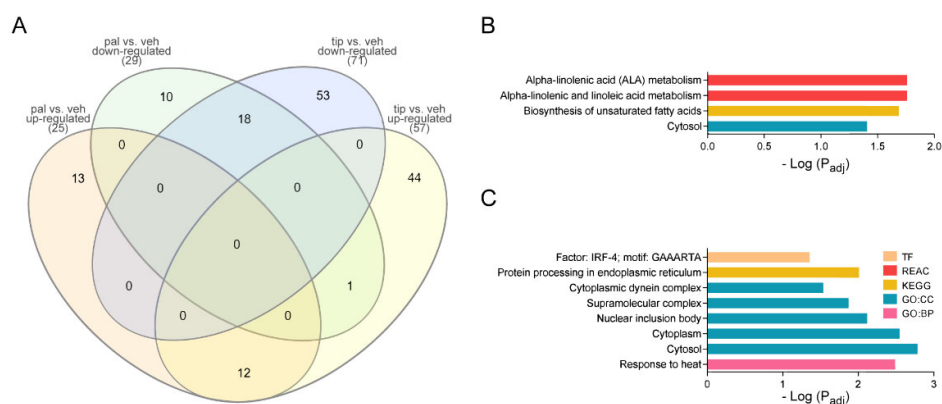 A
pal vs. veh
down-regulated
(29)
tip vs. veh
down-regulated
(71)
pal vs. veh
up-regulated
(25)
tip vs. veh
up-regulated
(57)
10
53
18
0
0
13
44
0
0
0
0
1
0
0
12
B
Alpha-linolenic acid (ALA) metabolism
Alpha-linolenic and linoleic acid metabolism
Biosynthesis of unsaturated fatty acids
Cytosol
0.0 0.5 1.0 1.5 2.0
- Log (Padj)
C
Factor: IRF-4; motif: GAAARTA
Protein processing in endoplasmic reticulum
Cytoplasmic dynein complex
Supramolecular complex
Nuclear inclusion body
Cytoplasm
Cytosol
Response to heat
TF
REAC
KEGG
GO:CC
GO:BP
0 1 2 3
- Log (Padj)